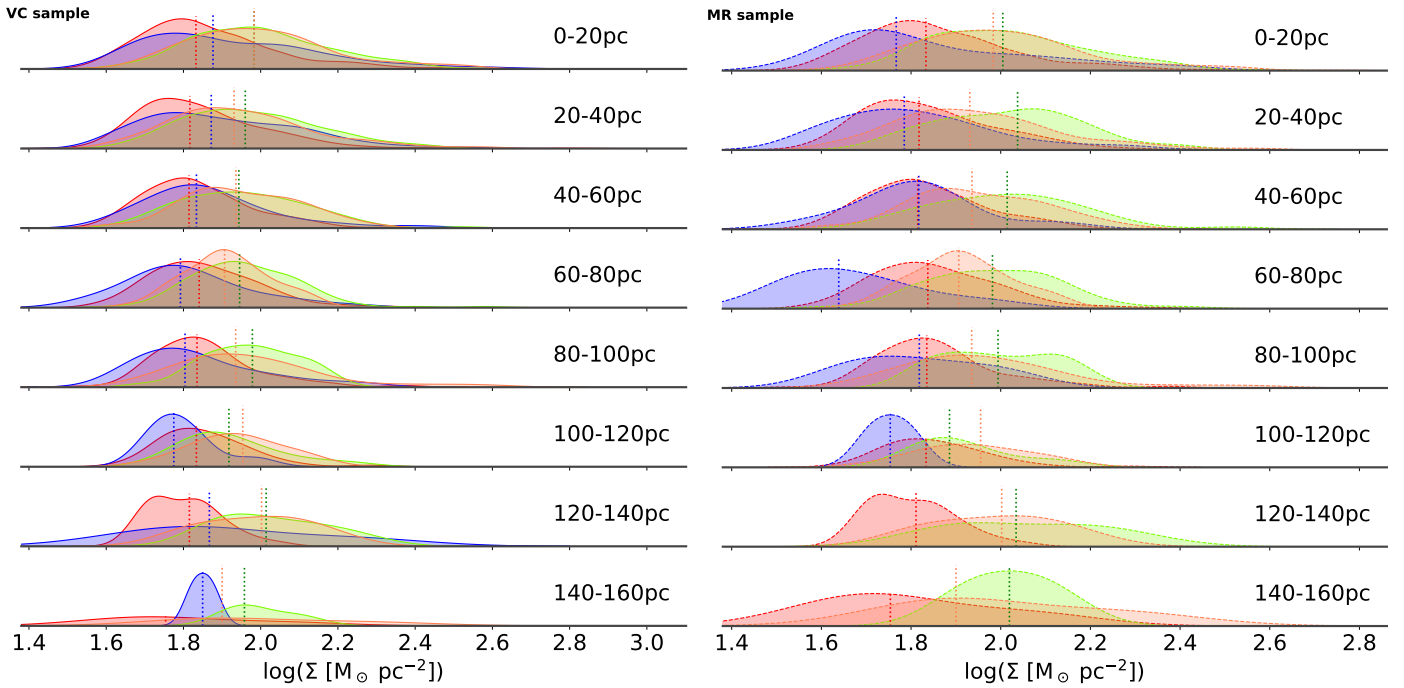 VC sample
0-20pc
20-40pc
40-60pc
60-80pc
80-100pc
100-120pc
120-140pc
140-160pc
1.4 1.6 1.8 2.0 2.2 2.4 2.6 2.8 3.0
log(Σ [M⊙ pc⁻²])
MR sample
0-20pc
20-40pc
40-60pc
60-80pc
80-100pc
100-120pc
120-140pc
140-160pc
1.4 1.6 1.8 2.0 2.2 2.4 2.6 2.8
log(Σ [M⊙ pc⁻²])